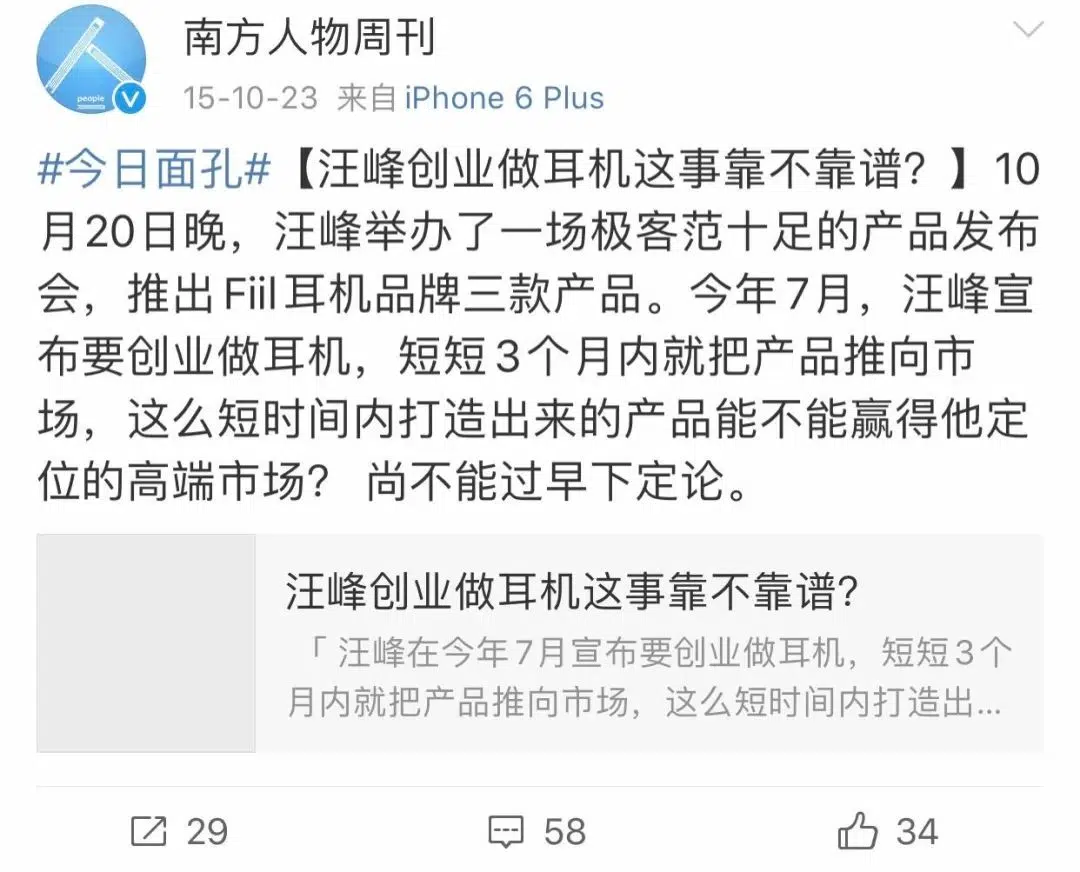 南方人物周刊
people
15-10-23 来自 iPhone 6 Plus
#今日面孔#【汪峰创业做耳机这事靠不靠谱？】10
月20日晚，汪峰举办了一场极客范十足的产品发布
会，推出Fiil耳机品牌三款产品。今年7月，汪峰宣
布要创业做耳机，短短3个月内就把产品推向市
场，这么短时间内打造出来的产品能不能赢得他定
位的高端市场？ 尚不能过早下定论。
汪峰创业做耳机这事靠不靠谱?
「 汪峰在今年7月宣布要创业做耳机，短短3个
月内就把产品推向市场，这么短时间内打造出...
29 58 34